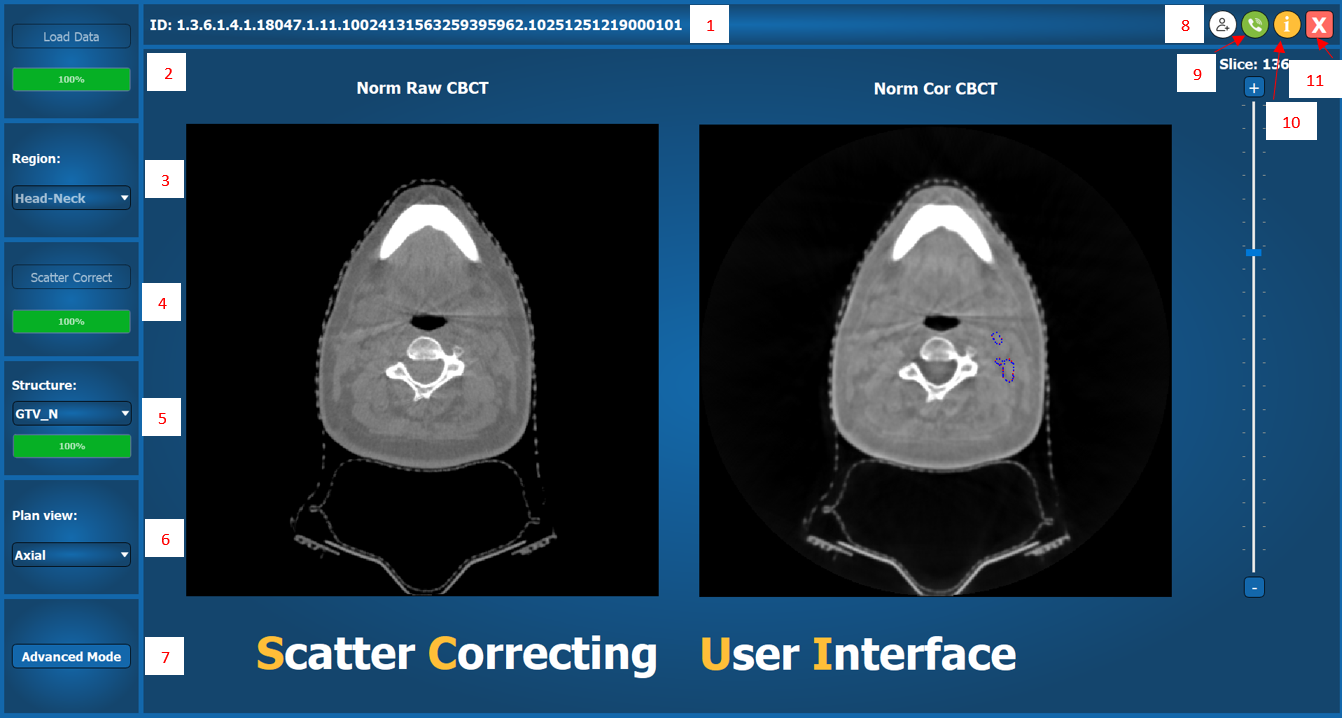 Load Data
ID: 1.3.6.1.4.1.18047.1.11.10024131563259395962.10251251219000101
1
8
X
100%
2
Norm Raw CBCT
Norm Cor CBCT
9
Slice: 136
11
+
10
Region:
Head-Neck
3
Scatter Correct
4
100%
Structure:
GTV_N
5
100%
Plan view:
Axial
6
-
Advanced Mode
7
Scatter Correcting User Interface